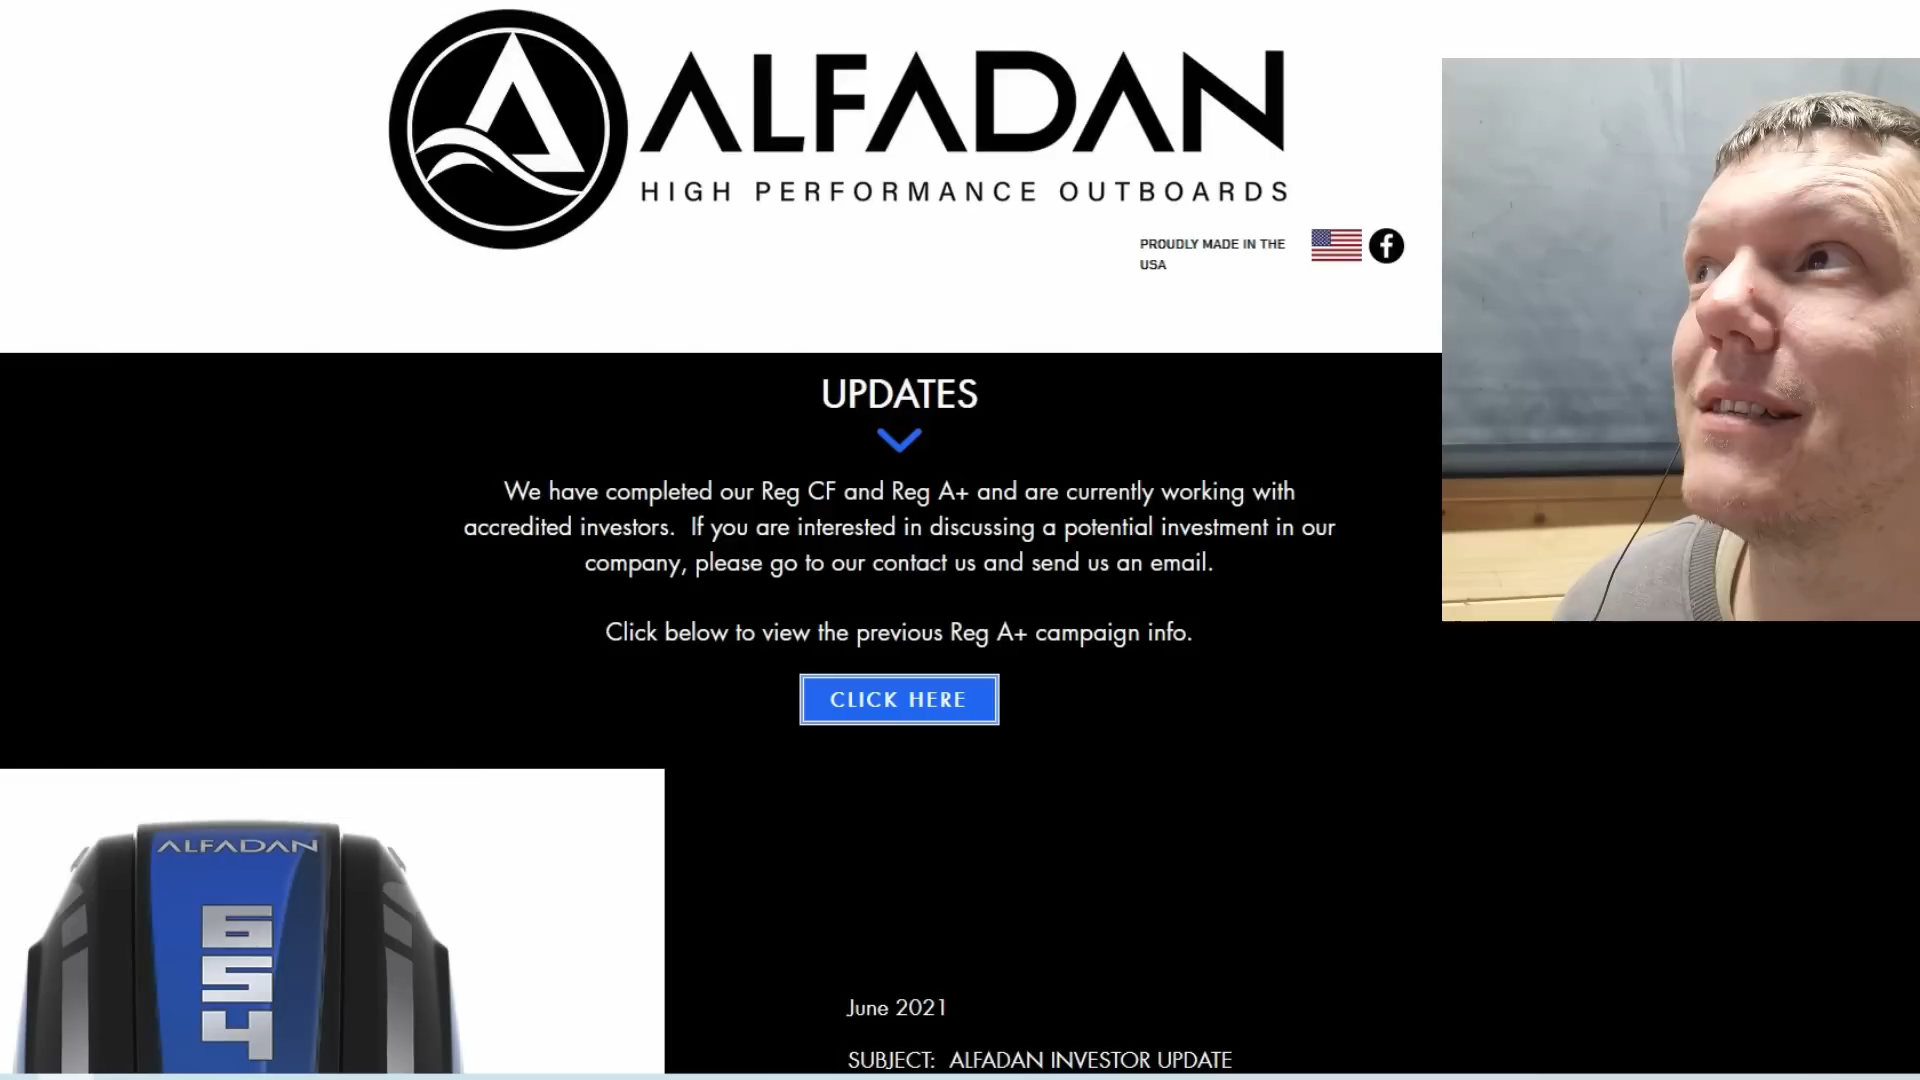 ALFADAN
HIGH PERFORMANCE OUTBOARDS
PROUDLY MADE IN THE
USA
UPDATES
We have completed our Reg CF and Reg A+ and are currently working with
accredited investors.  If you are interested in discussing a potential investment in our
company, please go to our contact us and send us an email.
Click below to view the previous Reg A+ campaign info.
CLICK HERE
ALFADAN
654
June 2021
SUBJECT:  ALFADAN INVESTOR UPDATE